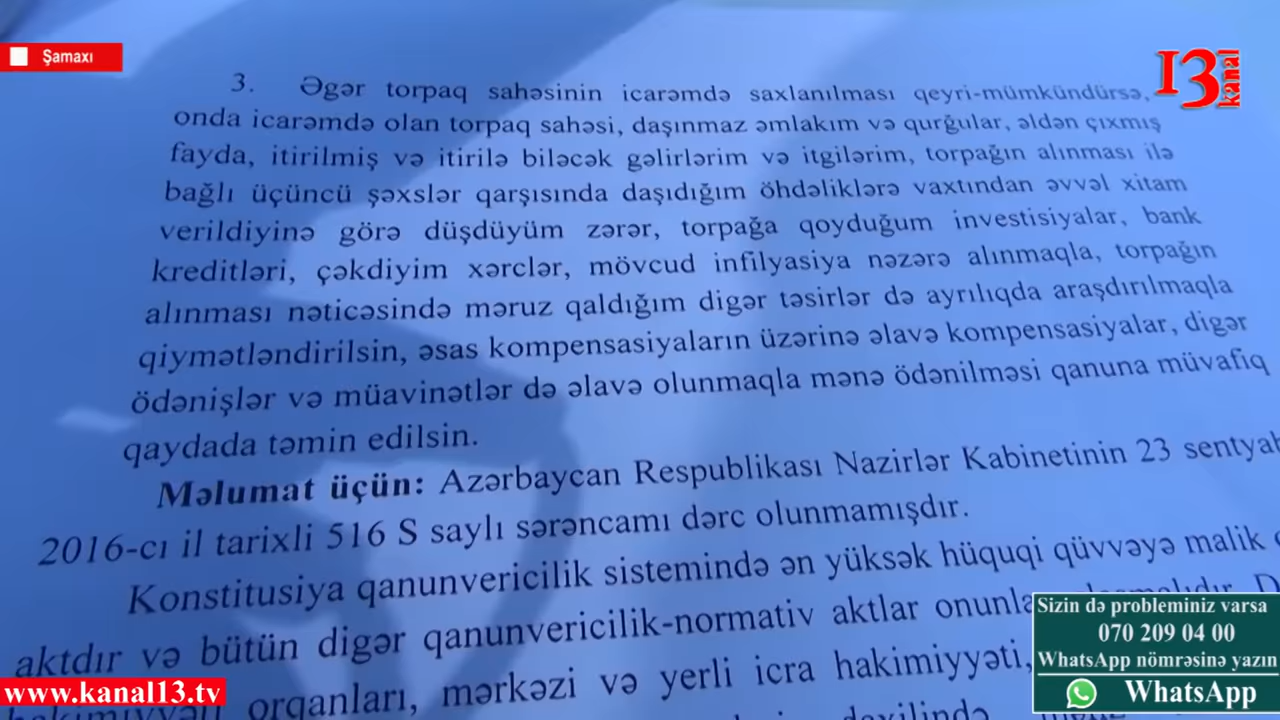 Şamaxı
13 kanal
3. Əgər torpaq sahəsinin icarəmdə saxlanılması qeyri-mümkündürsə,
onda icarəmdə olan torpaq sahəsi, daşınmaz əmlakım və qurğular, əldən çıxmış
fayda, itirilmiş və itirilə biləcək gəlirlərim və itgilərim, torpağın alınması ilə
bağlı üçüncü şəxslər qarşısında daşıdığım öhdəliklərə vaxtından əvvəl xitam
verildiyinə görə düşdüyüm zərər, torpağa qoyduğum investisiyalar, bank
kreditləri, çəkdiyim xərclər, mövcud infilyasiya nəzərə alınmaqla, torpağın
alınması nəticəsində məruz qaldığım digər təsirlər də ayrılıqda araşdırılmaqla
qiymətləndirilsin, əsas kompensasiyaların üzərinə əlavə kompensasiyalar, digər
ödənişlər və müavinətlər də əlavə olunmaqla mənə ödənilməsi qanuna müvafiq
qaydada təmin edilsin.
Məlumat üçün: Azərbaycan Respublikası Nazirlər Kabinetinin 23
2016-cı il tarixli 516 S saylı sərəncamı dərc olunmamışdır.
Konstitusiya qanunvericilik sistemində ən yüksək hüquqi qüvvəyə malik
aktdır və bütün digər qanunvericilik-normativ aktlar
orqanları, mərkəzi və yerli icra hakimiyyəti,
Sizin də probleminiz varsa
070 209 04 00
WhatsApp nömrəsinə yazın
WhatsApp
www.kanal13.tv